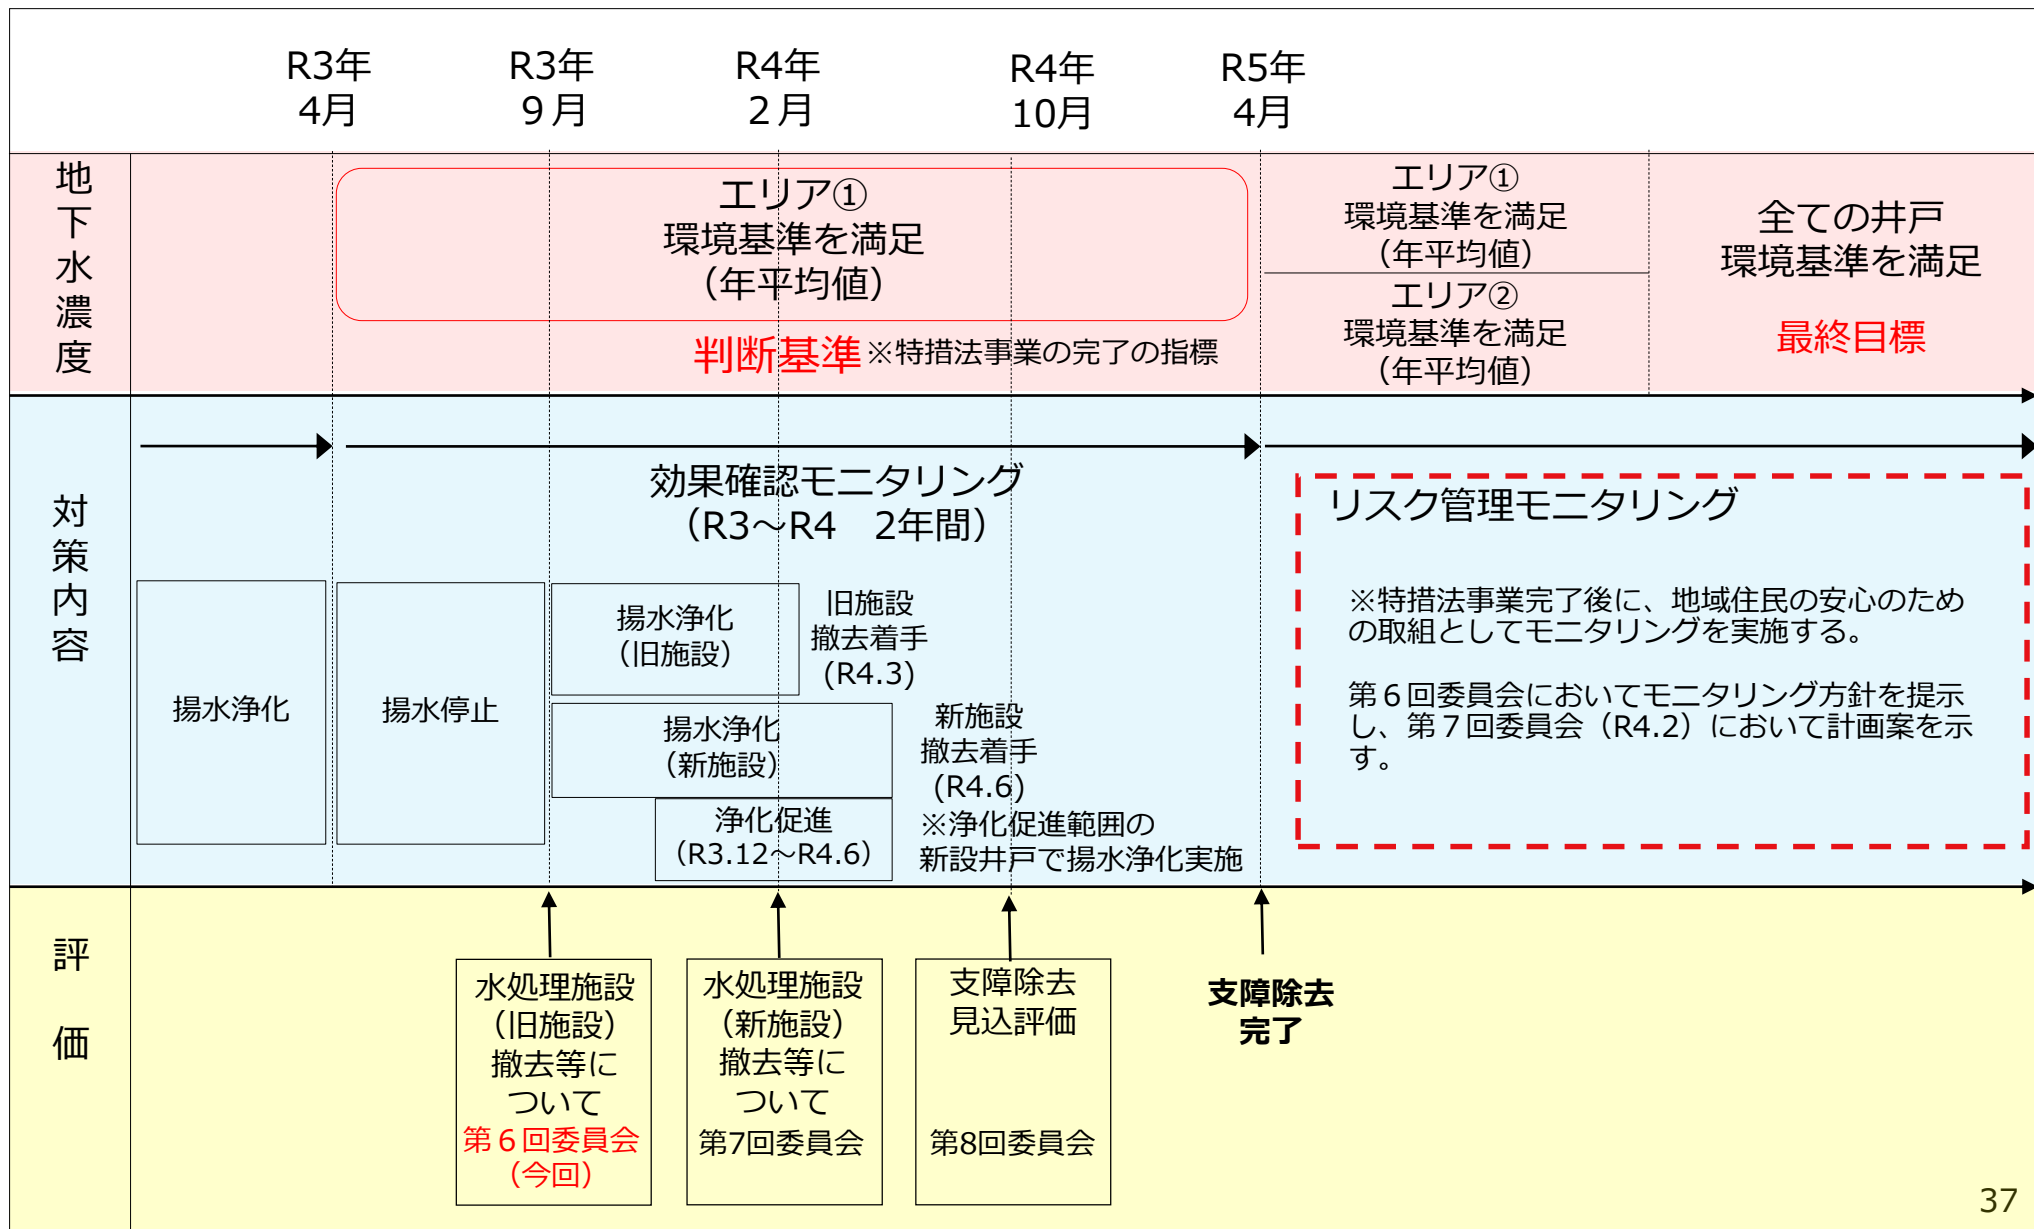 R3年
4月
R3年
９月
R4年
２月
R4年
10月
R5年
4月
地下水濃度
エリア①
環境基準を満足
（年平均値）
判断基準 ※特措法事業の完了の指標
エリア①
環境基準を満足
（年平均値）
エリア②
環境基準を満足
（年平均値）
全ての井戸
環境基準を満足
最終目標
対策内容
効果確認モニタリング
（R3～R4　2年間）
揚水浄化
揚水停止
揚水浄化
（旧施設）
旧施設
撤去着手
(R4.3)
揚水浄化
（新施設）
新施設
撤去着手
(R4.6)
浄化促進
（R3.12～R4.6）
※浄化促進範囲の
新設井戸で揚水浄化実施
リスク管理モニタリング
※特措法事業完了後に、地域住民の安心のため
の取組としてモニタリングを実施する。
第６回委員会においてモニタリング方針を提示
し、第７回委員会（R4.2）において計画案を示
す。
評価
水処理施設
（旧施設）
撤去等に
ついて
第６回委員会
（今回）
水処理施設
（新施設）
撤去等に
ついて
第7回委員会
支障除去
見込評価
第8回委員会
支障除去
完了
37